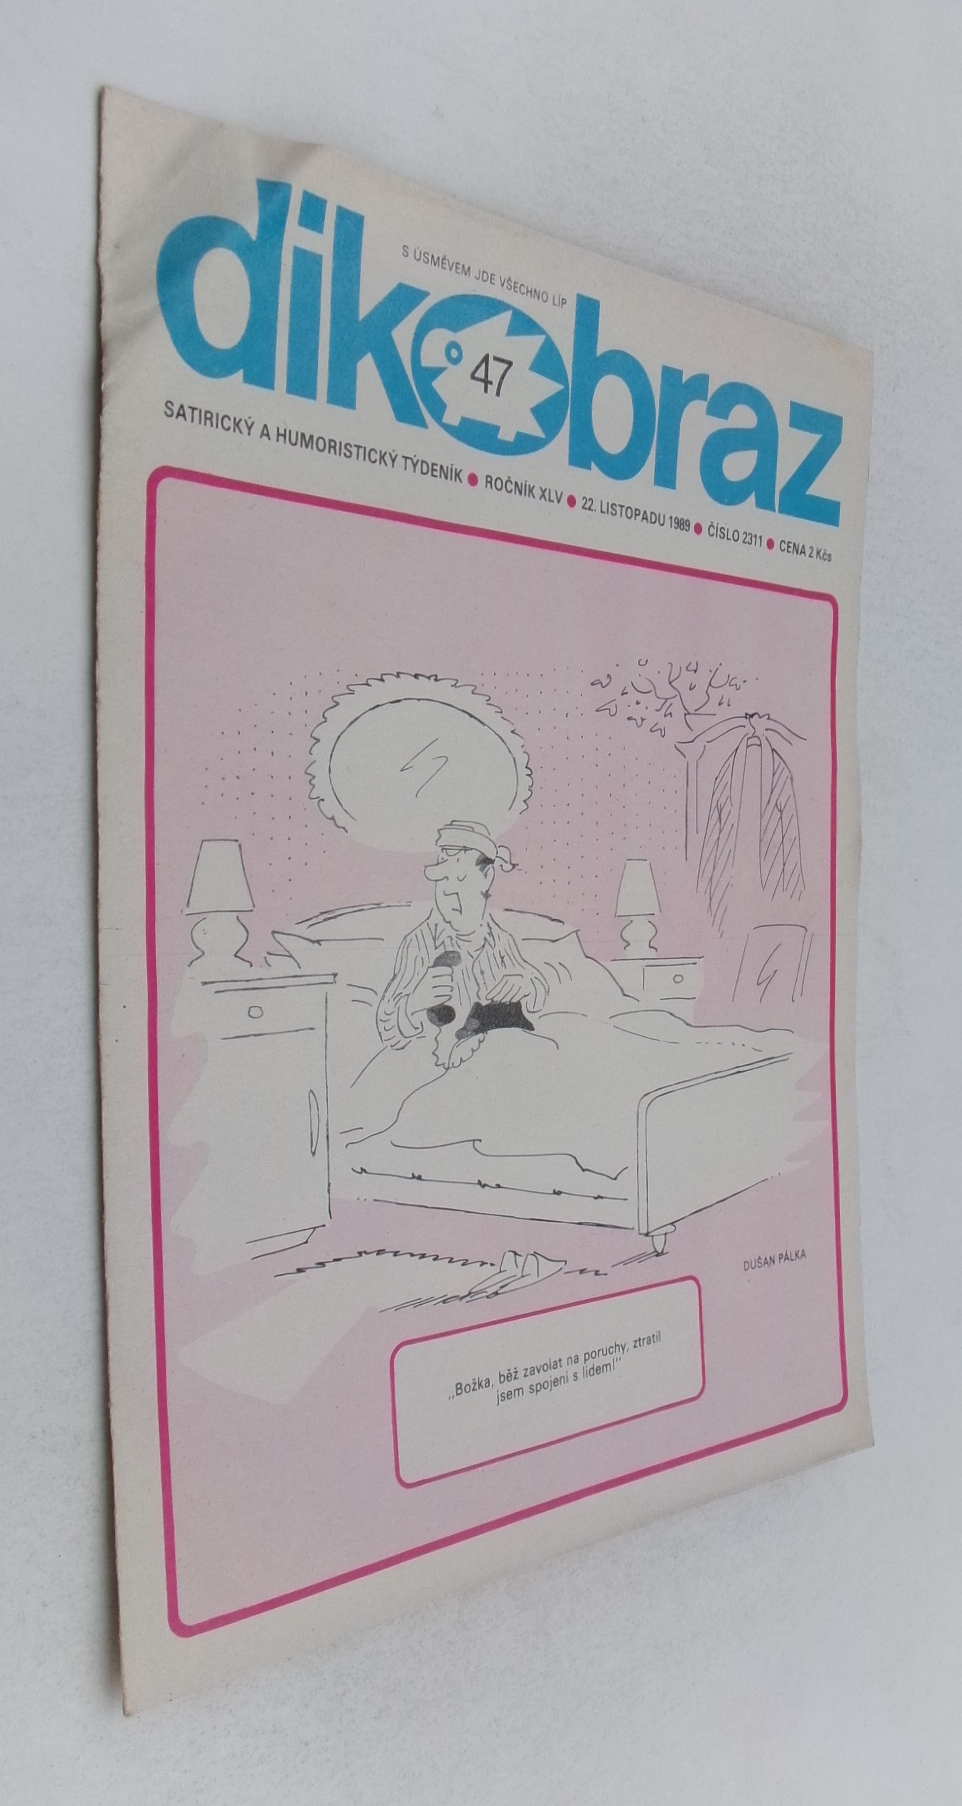 S ÚSMĚVEM JDE VŠECHNO LÍP
dikobraz
47
SATIRICKÝ A HUMORISTICKÝ TÝDENÍK ● ROČNÍK XLV ● 22. LISTOPADU 1989 ● ČÍSLO 2311 ● CENA 2 Kčs
DUŠAN PÁLKA
„Božka, běž zavolat na poruchy, ztratil
jsem spojení s lidem!"